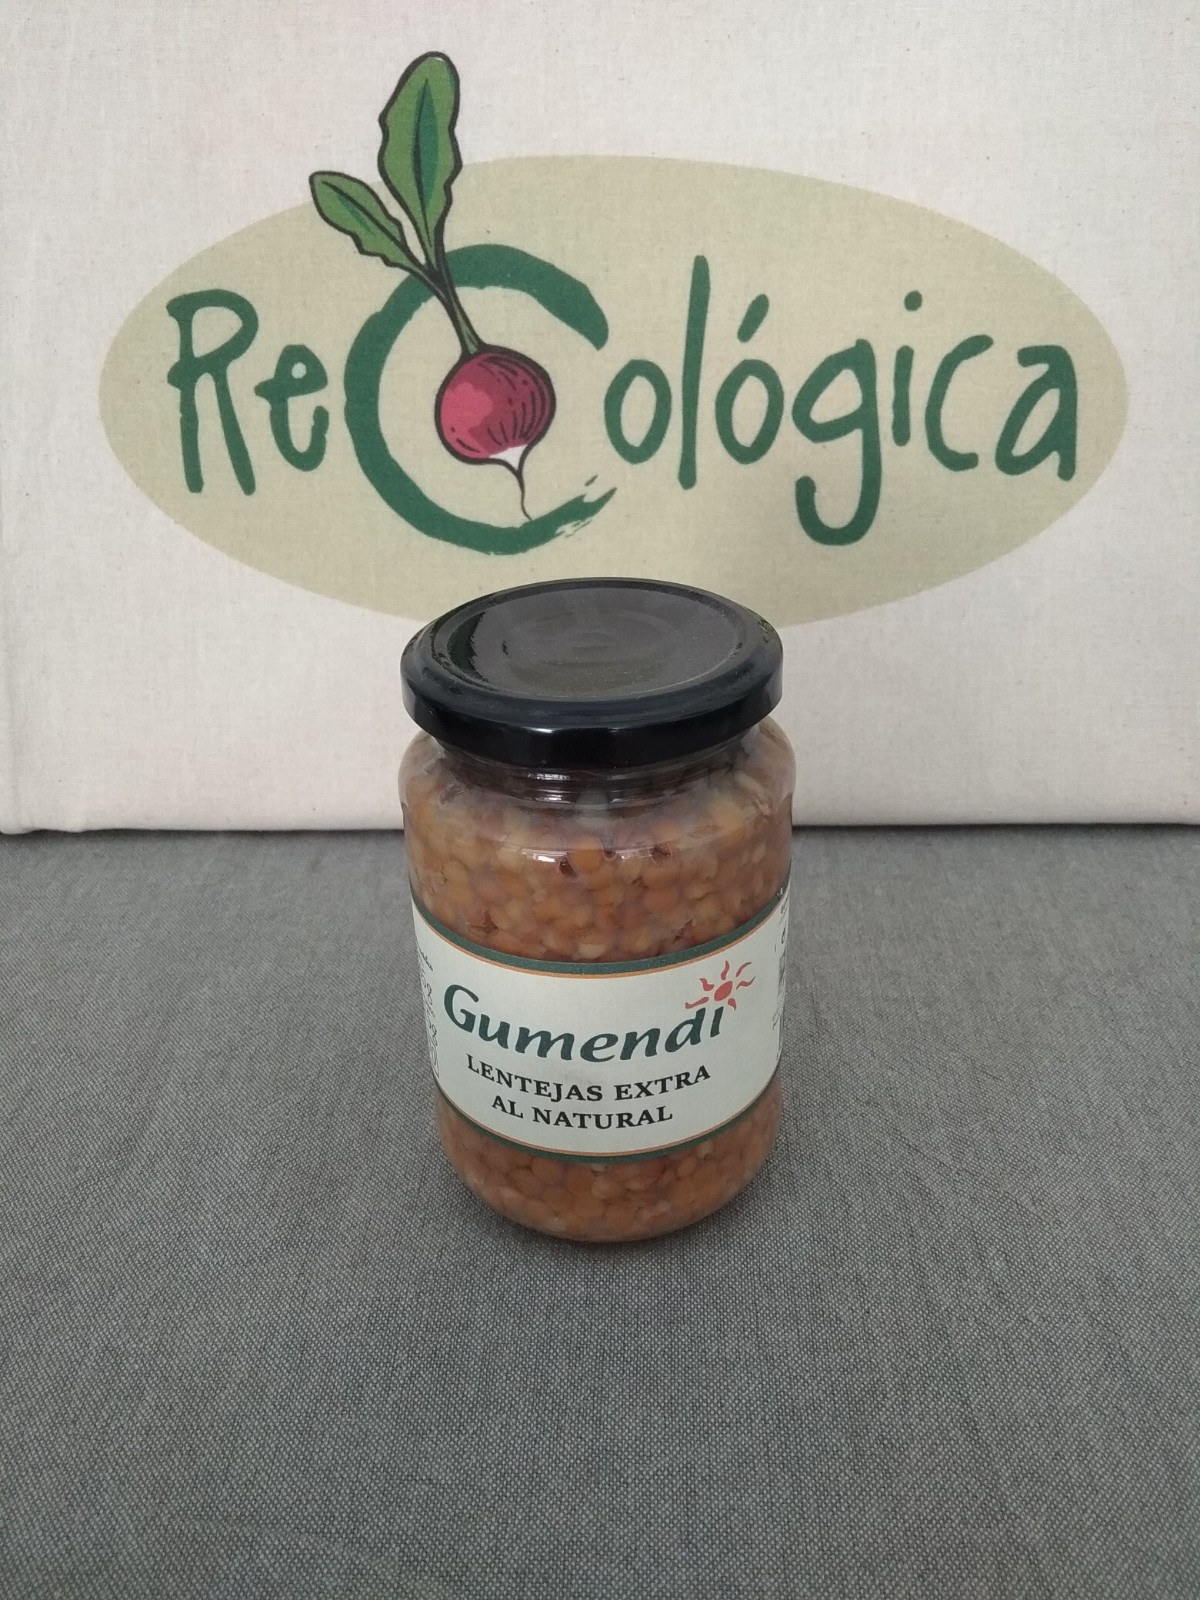 ReCológica
Gumendi
LENTEJAS EXTRA
AL NATURAL